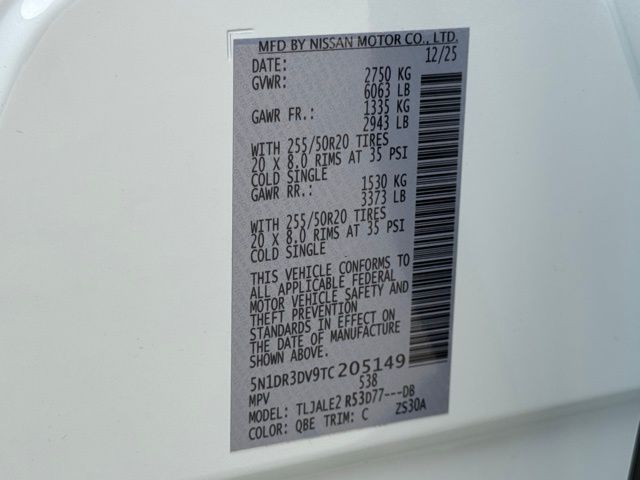 MFD BY NISSAN MOTOR CO., LTD.
DATE: 12/25
GVWR: 2750 KG
6063 LB
GAWR FR.: 1335 KG
2943 LB
WITH 255/50R20 TIRES
20 X 8.0 RIMS AT 35 PSI
COLD SINGLE
GAWR RR.: 1530 KG
3373 LB
WITH 255/50R20 TIRES
20 X 8.0 RIMS AT 35 PSI
COLD SINGLE
THIS VEHICLE CONFORMS TO
ALL APPLICABLE FEDERAL
MOTOR VEHICLE SAFETY AND
THEFT PREVENTION
STANDARDS IN EFFECT ON
THE DATE OF MANUFACTURE
SHOWN ABOVE.
5N1DR3DV9TC205149
MPV 538
MODEL: TLJALE2 R53D77---DB
COLOR: QBE TRIM: C ZS30A